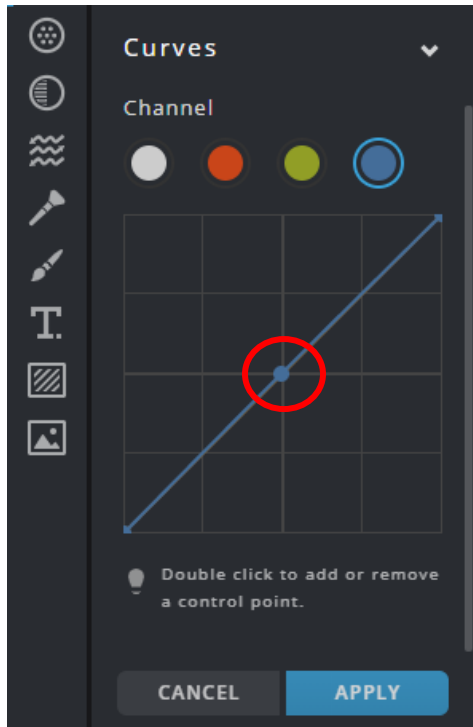 Curves
Channel
T.
Double click to add or remove
a control point.
CANCEL APPLY